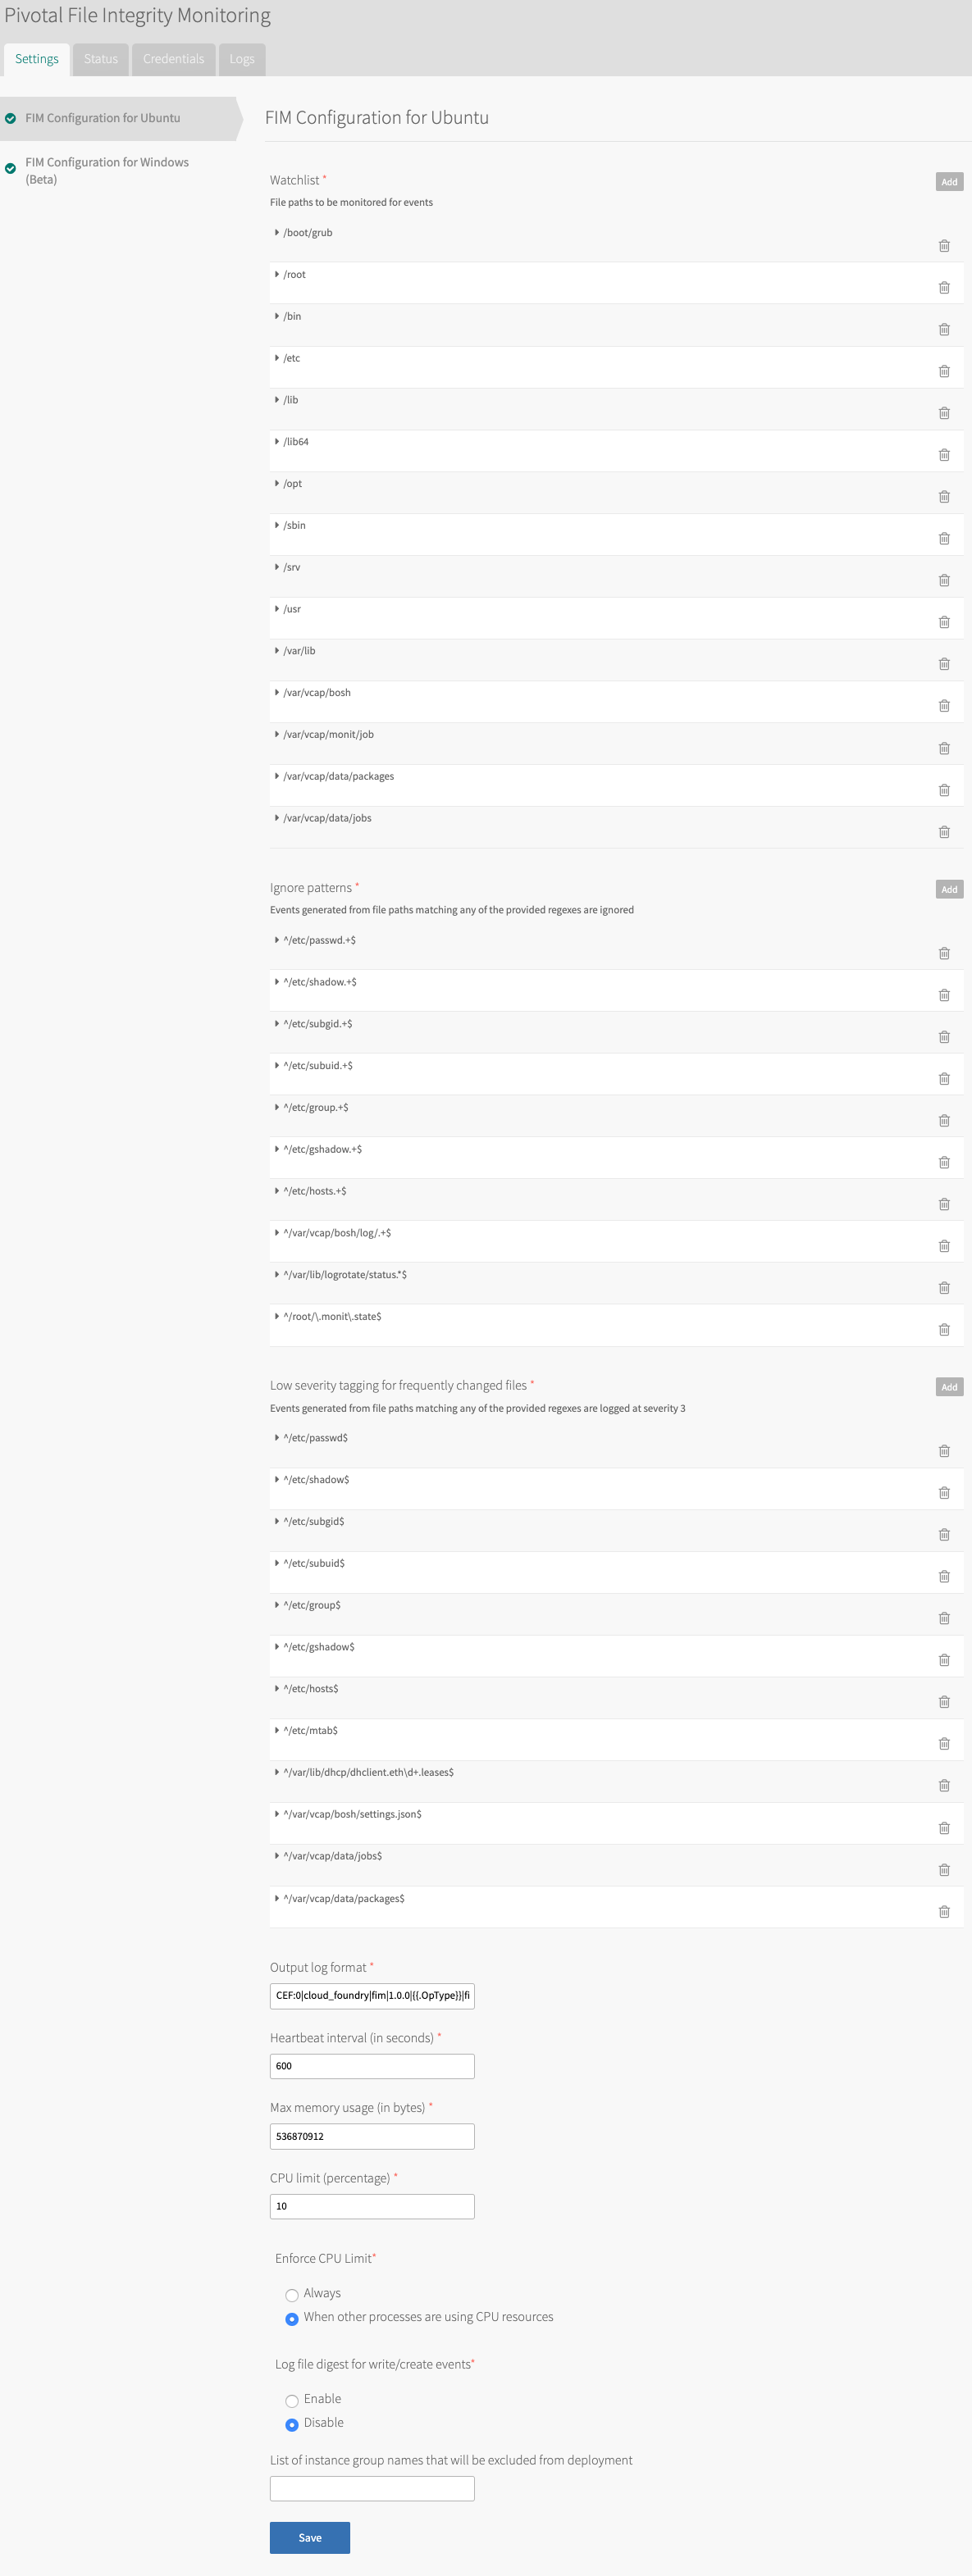 Pivotal File Integrity Monitoring
Settings
Status
Credentials
Logs
FIM Configuration for Ubuntu
FIM Configuration for Windows
(Beta)
FIM Configuration for Ubuntu
Watchlist *
Add
File paths to be monitored for events
/boot/grub
/root
/bin
/etc
/lib
/lib64
/opt
/sbin
/srv
/usr
/var/lib
/var/vcap/bosh
/var/vcap/monit/job
/var/vcap/data/packages
/var/vcap/data/jobs
Ignore patterns *
Add
Events generated from file paths matching any of the provided regexes are ignored
^/etc/passwd.+$
^/etc/shadow.+$
^/etc/subgid.+$
^/etc/subuid.+$
^/etc/group.+$
^/etc/gshadow.+$
^/etc/hosts.+$
^/var/vcap/bosh/log/.+$
^/var/lib/logrotate/status.*$
^/root/\.monit\.state$
Low severity tagging for frequently changed files *
Add
Events generated from file paths matching any of the provided regexes are logged at severity 3
^/etc/passwd$
^/etc/shadow$
^/etc/subgid$
^/etc/subuid$
^/etc/group$
^/etc/gshadow$
^/etc/hosts$
^/etc/mtab$
^/var/lib/dhcp/dhclient.eth\d+.leases$
^/var/vcap/bosh/settings.json$
^/var/vcap/data/jobs$
^/var/vcap/data/packages$
Output log format *
CEF:0|cloud_foundry|fim|1.0.0|{{.OpType}}|fi
Heartbeat interval (in seconds) *
600
Max memory usage (in bytes) *
536870912
CPU limit (percentage) *
10
Enforce CPU Limit*
Always
When other processes are using CPU resources
Log file digest for write/create events*
Enable
Disable
List of instance group names that will be excluded from deployment
Save